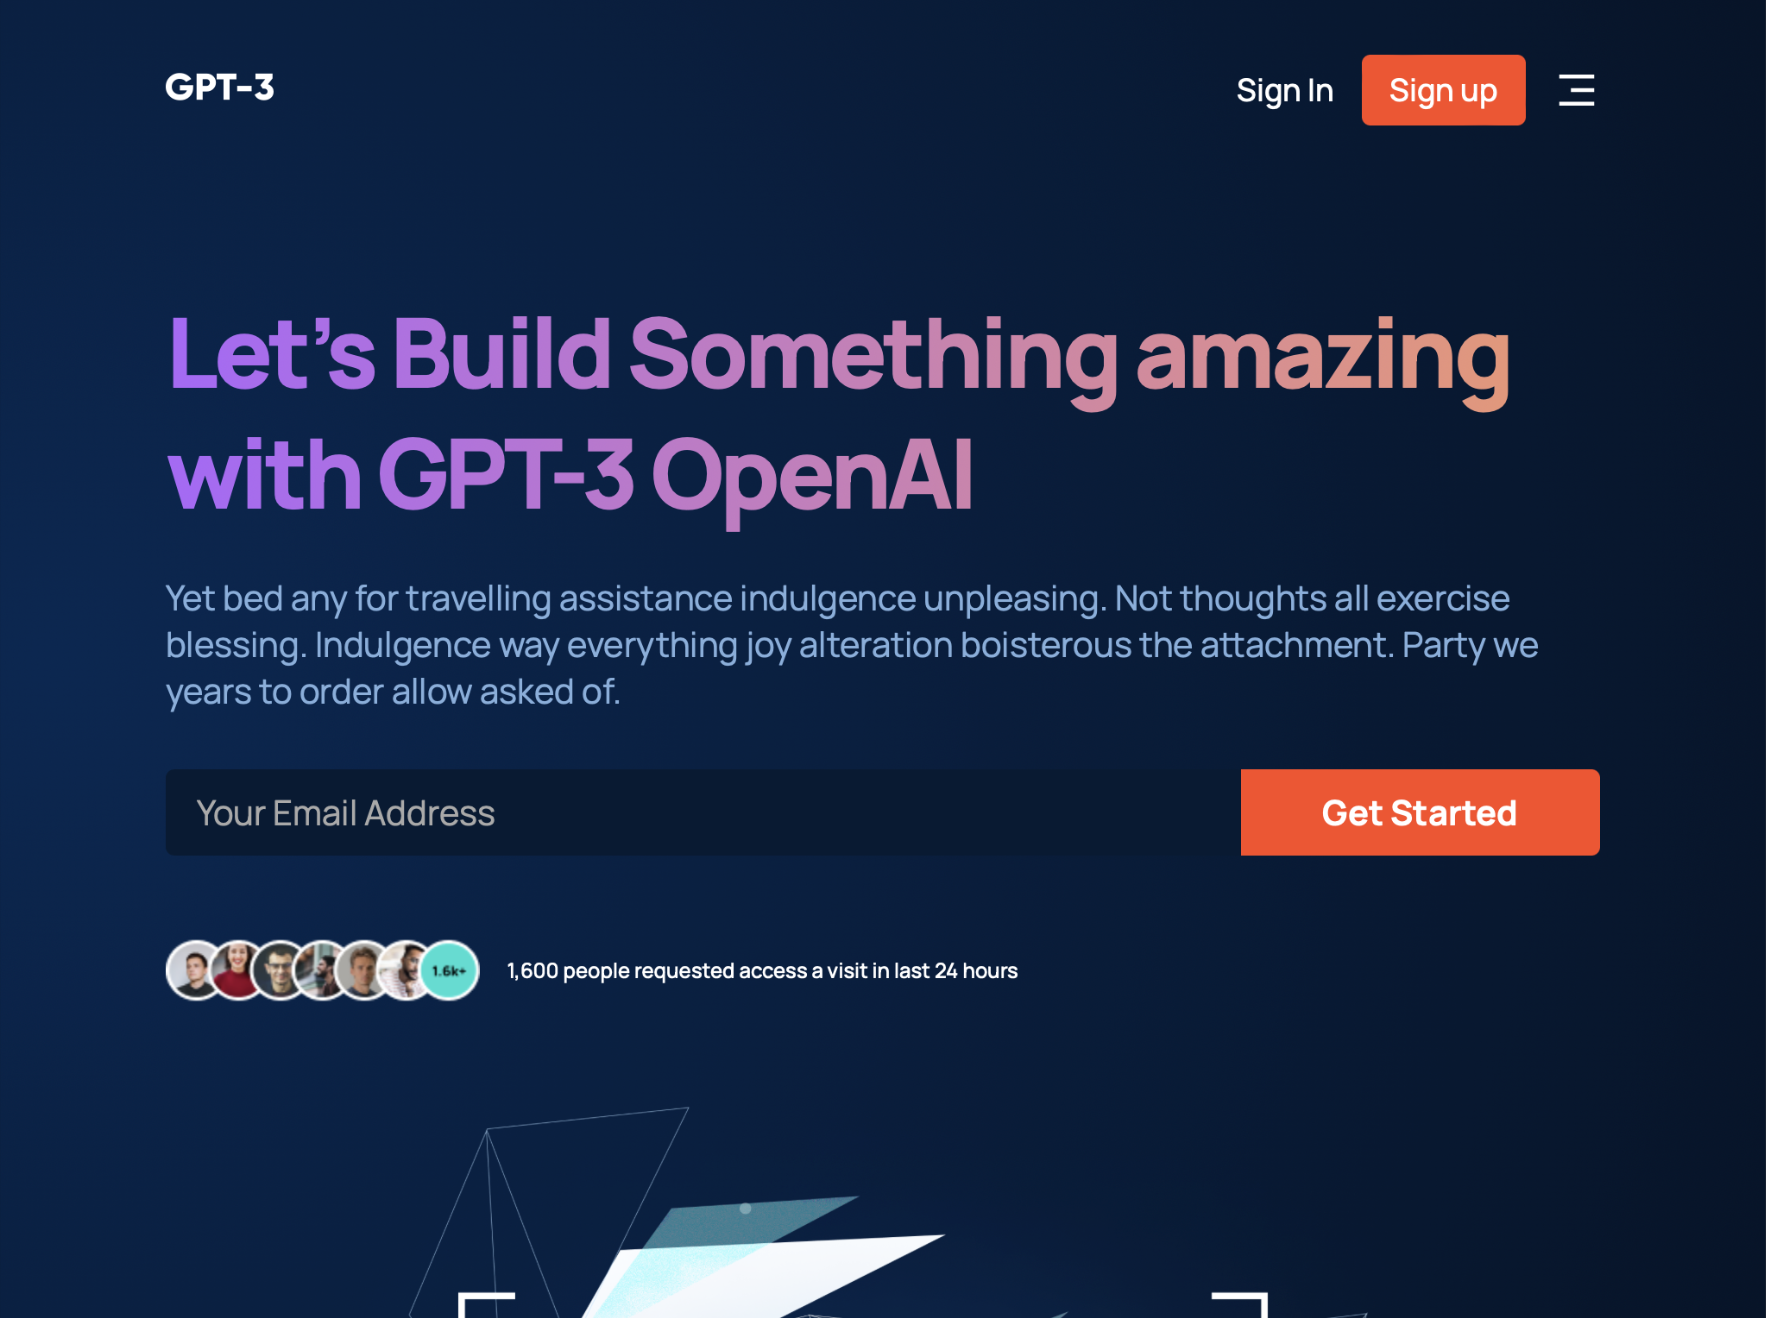 GPT-3
Sign In
Sign up
Let's Build Something amazing
with GPT-3 OpenAI
Yet bed any for travelling assistance indulgence unpleasing. Not thoughts all exercise
blessing. Indulgence way everything joy alteration boisterous the attachment. Party we
years to order allow asked of.
Your Email Address
Get Started
1.6k+
1,600 people requested access a visit in last 24 hours